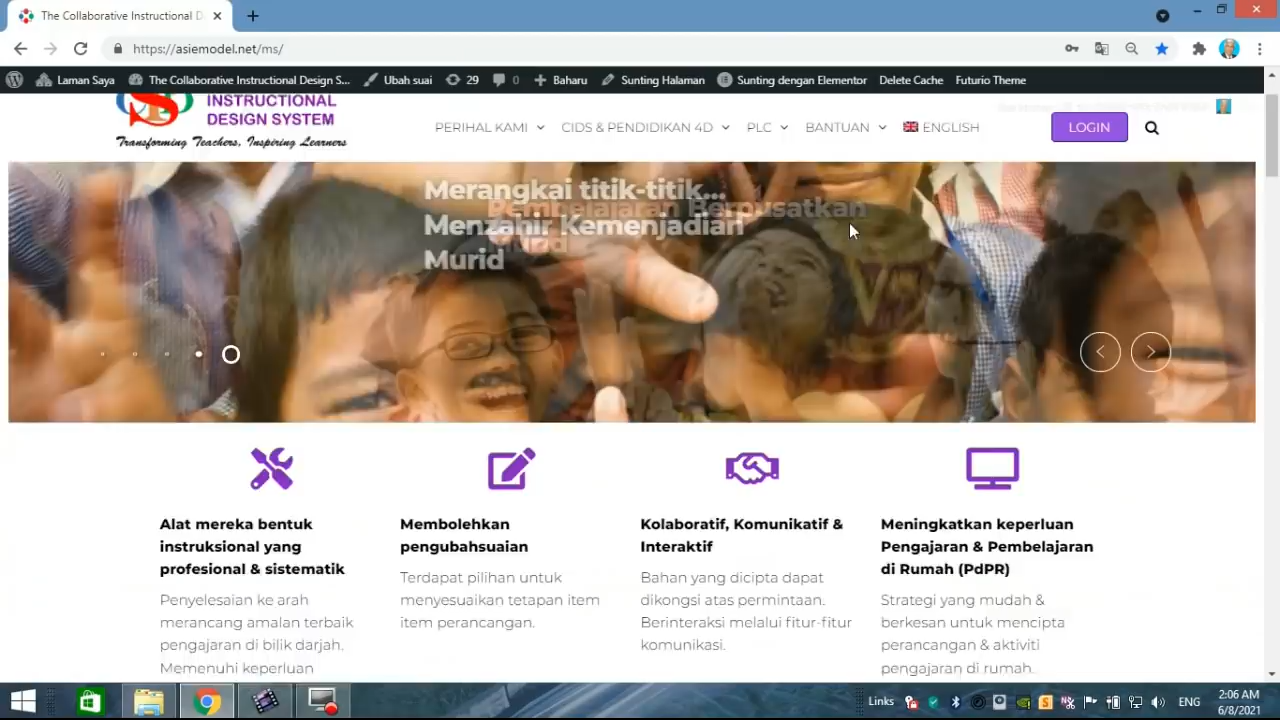 The Collaborative Instructional D
https://asiemodel.net/ms/
Laman Saya
The Collaborative Instructional Design S...
Ubah suai
29
0
Baharu
Sunting Halaman
Sunting dengan Elementor
Delete Cache
Futurio Theme
INSTRUCTIONAL
DESIGN SYSTEM
Transforming Teachers, Inspiring Learners
PERIHAL KAMI
CIDS & PENDIDIKAN 4D
PLC
BANTUAN
ENGLISH
LOGIN
Merangkai titik-titik...
Menzahir Kemenjadian
Murid
Pembelajaran Berpusatkan
Alat mereka bentuk
instruksional yang
profesional & sistematik
Penyelesaian ke arah
merancang amalan terbaik
pengajaran di bilik darjah.
Memenuhi keperluan
Membolehkan
pengubahsuaian
Terdapat pilihan untuk
menyesuaikan tetapan item
item perancangan.
Kolaboratif, Komunikatif &
Interaktif
Bahan yang dicipta dapat
dikongsi atas permintaan.
Berinteraksi melalui fitur-fitur
komunikasi.
Meningkatkan keperluan
Pengajaran & Pembelajaran
di Rumah (PdPR)
Strategi yang mudah &
berkesan untuk mencipta
perancangan & aktiviti
pengajaran di rumah.
Links
ENG
2:06 AM
6/8/2021